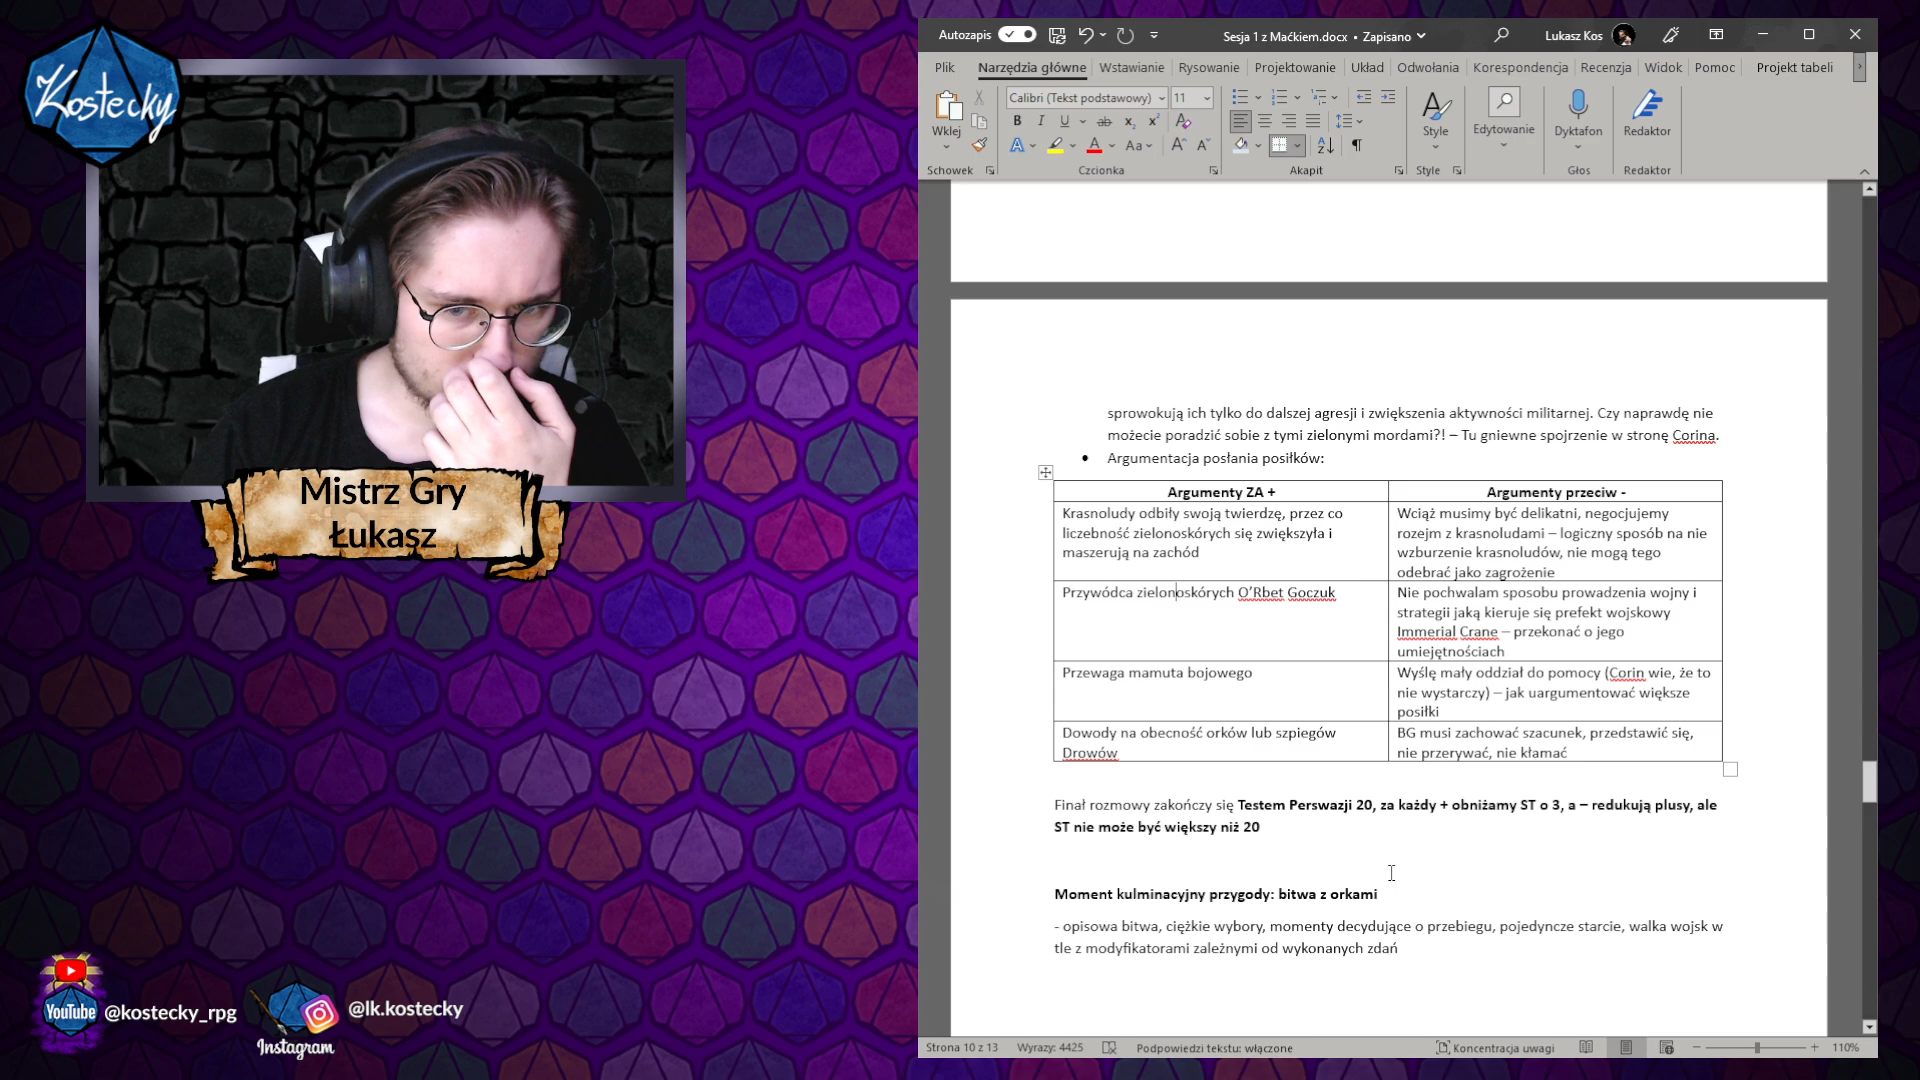 Kostecky
Mistrz Gry
Łukasz
YouTube
@kostecky_rpg
Instagram
@lk.kostecky
Autozapis
Sesja 1 z Maćkiem.docx • Zapisano
Lukasz Kos
Plik
Narzędzia główne
Wstawianie
Rysowanie
Projektowanie
Układ
Odwołania
Korespondencja
Recenzja
Widok
Pomoc
Projekt tabeli
Wklej
Schowek
Calibri (Tekst podstawowy)
11
Czcionka
Akapit
Style
Style
Edytowanie
Dyktafon
Głos
Redaktor
Redaktor
sprowokują ich tylko do dalszej agresji i zwiększenia aktywności militarnej. Czy naprawdę nie
możecie poradzić sobie z tymi zielonymi mordami?! – Tu gniewne spojrzenie w stronę Corina.
• Argumentacja posłania posiłków:
Argumenty ZA +
Argumenty przeciw -
Krasnoludy odbiły swoją twierdzę, przez co
liczebność zielonoskórych się zwiększyła i
maszerują na zachód
Wciąż musimy być delikatni, negocjujemy
rozejm z krasnoludami – logiczny sposób na nie
wzburzenie krasnoludów, nie mogą tego
odebrać jako zagrożenie
Przywódca zielonoskórych O’Rbet Goczuk
Nie pochwalam sposobu prowadzenia wojny i
strategii jaką kieruje się prefekt wojskowy
Immerial Crane – przekonać o jego
umiejętnościach
Przewaga mamuta bojowego
Wyślę mały oddział do pomocy (Corin wie, że to
nie wystarczy) – jak uargumentować większe
posiłki
Dowody na obecność orków lub szpiegów
Drowów
BG musi zachować szacunek, przedstawić się,
nie przerywać, nie kłamać
Finał rozmowy zakończy się Testem Perswazji 20, za każdy + obniżamy ST o 3, a – redukują plusy, ale
ST nie może być większy niż 20
Moment kulminacyjny przygody: bitwa z orkami
- opisowa bitwa, ciężkie wybory, momenty decydujące o przebiegu, pojedyncze starcie, walka wojsk w
tle z modyfikatorami zależnymi od wykonanych zdań
Strona 10 z 13
Wyrazy: 4425
Podpowiedzi tekstu: włączone
Koncentracja uwagi
110%